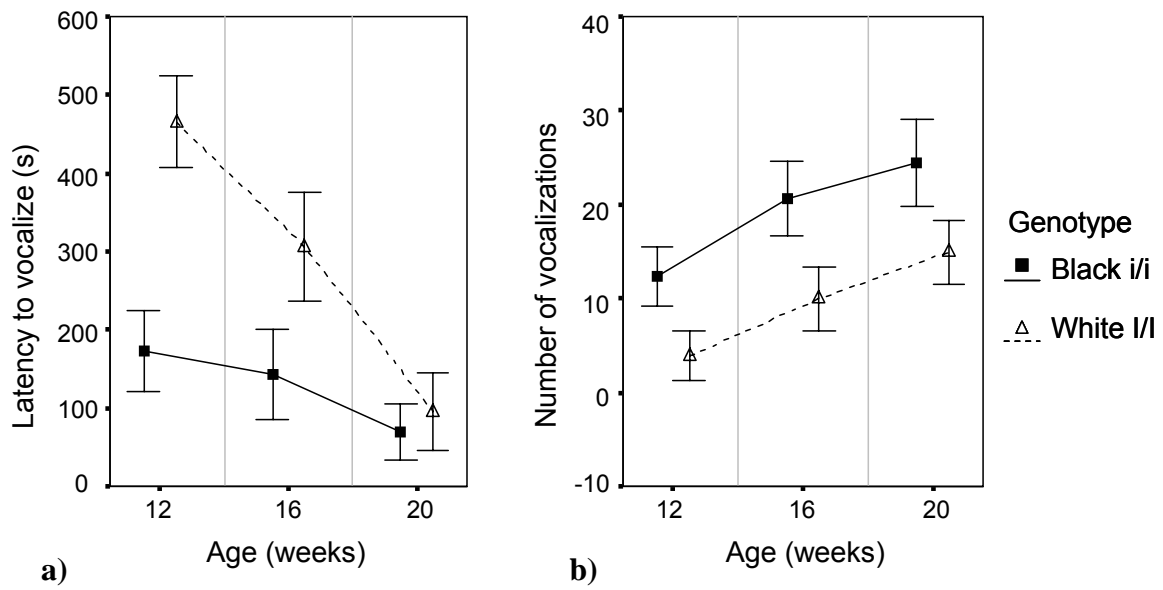 600
500
400
300
200
100
0
Latency to vocalize (s)
12 16 20
Age (weeks)
a)
40
30
20
10
0
-10
Number of vocalizations
12 16 20
Age (weeks)
b)
Genotype
Black i/i
White I/I